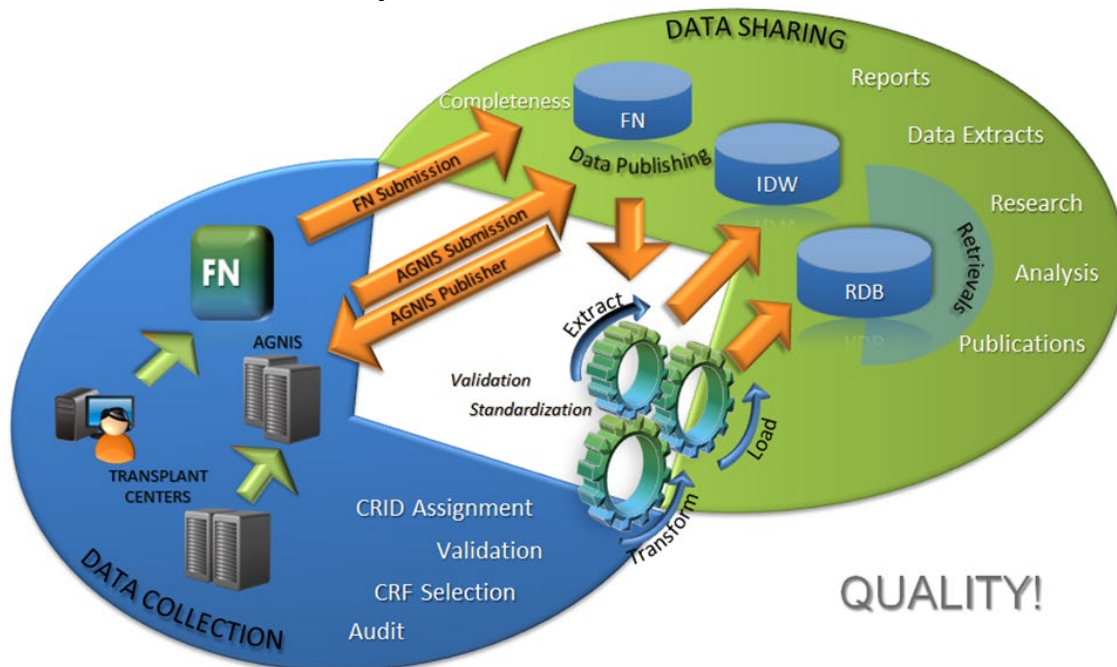 DATA SHARING
Reports
Completeness
FN
Data Publishing
Data Extracts
IDW
Research
Retrievals
RDB
Analysis
Publications
FN Submission
AGNIS Submission
AGNIS Publisher
FN
AGNIS
TRANSPLANT
CENTERS
Extract
Validation
Standardization
Load
Transform
CRID Assignment
Validation
CRF Selection
Audit
DATA COLLECTION
QUALITY!